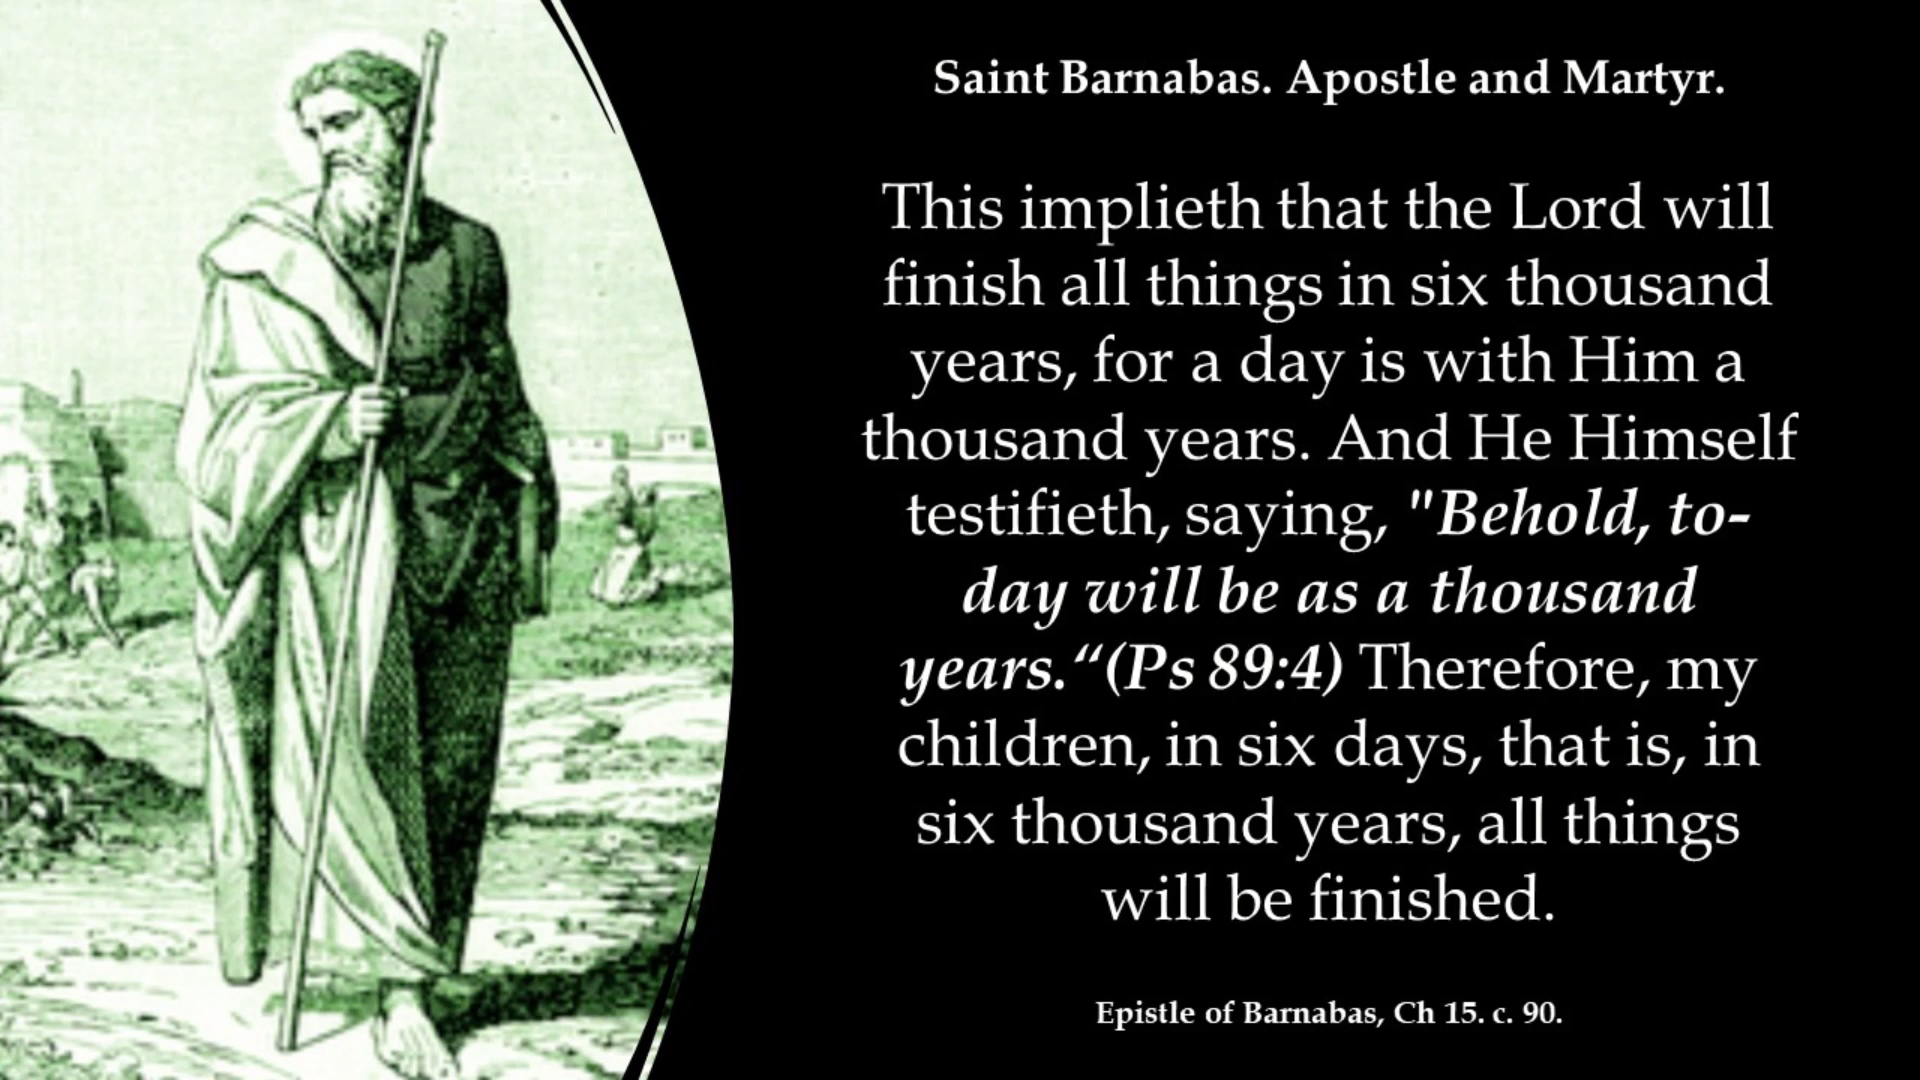 Saint Barnabas. Apostle and Martyr.
This implieth that the Lord will
finish all things in six thousand
years, for a day is with Him a
thousand years. And He Himself
testifieth, saying, "Behold, to-
day will be as a thousand
years.“(Ps 89:4) Therefore, my
children, in six days, that is, in
six thousand years, all things
will be finished.
Epistle of Barnabas, Ch 15. c. 90.